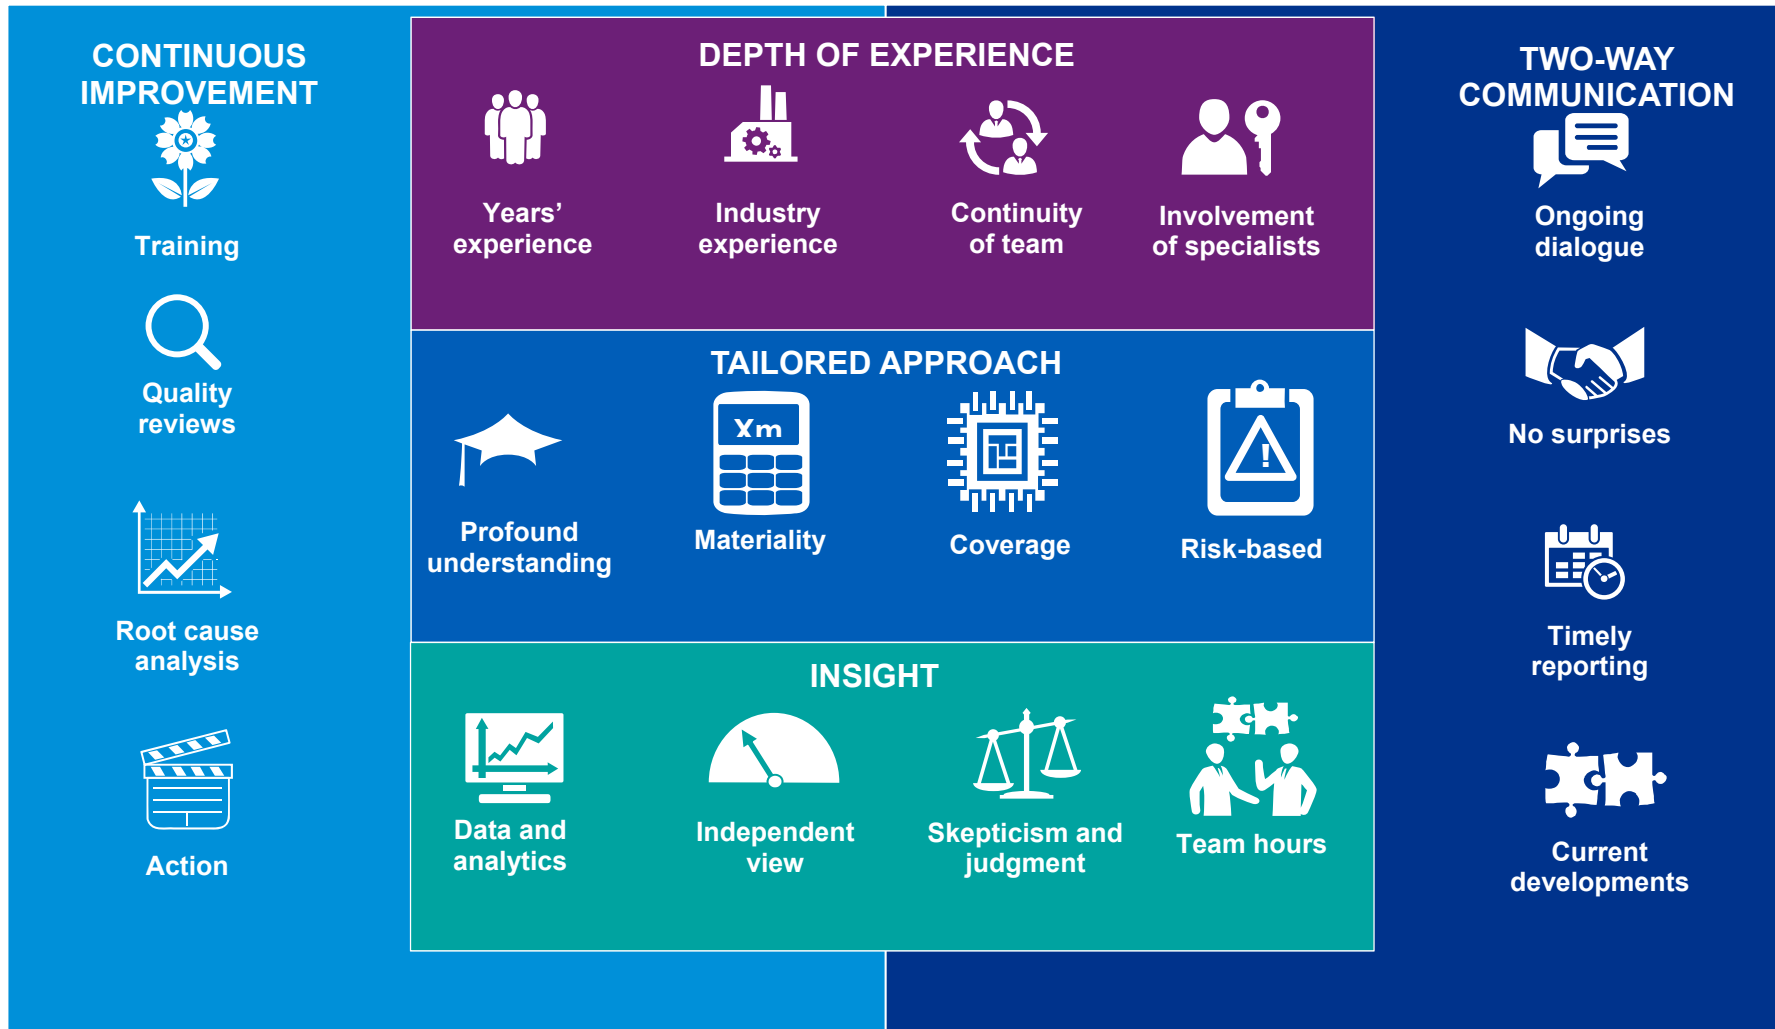 CONTINUOUS
IMPROVEMENT
Training
Quality
reviews
Root cause
analysis
Action
DEPTH OF EXPERIENCE
Years’
experience
Industry
experience
Continuity
of team
Involvement
of specialists
TAILORED APPROACH
Xm
!
Profound
understanding
Materiality
Coverage
Risk-based
INSIGHT
Data and
analytics
Independent
view
Skepticism and
judgment
Team hours
TWO-WAY
COMMUNICATION
Ongoing
dialogue
No surprises
Timely
reporting
Current
developments